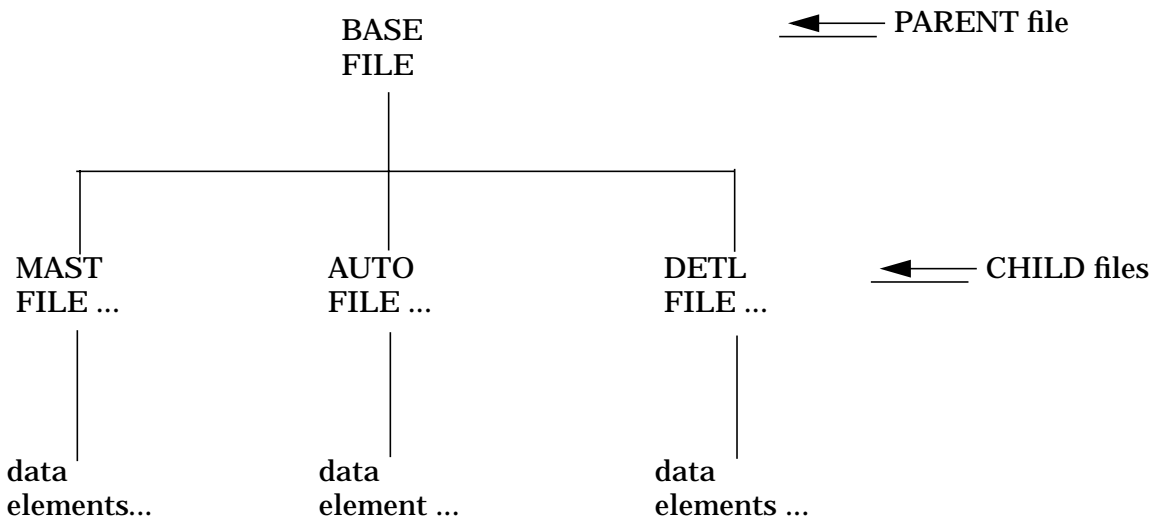 BASE
FILE
PARENT file
MAST
FILE ...
AUTO
FILE ...
DETL
FILE ...
CHILD files
data
elements...
data
element ...
data
elements ...